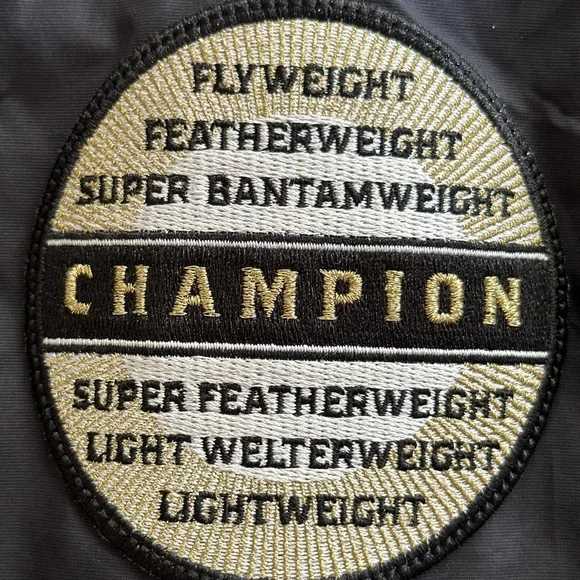 FLYWEIGHT
FEATHERWEIGHT
SUPER BANTAMWEIGHT
CHAMPION
SUPER FEATHERWEIGHT
LIGHT WELTERWEIGHT
LIGHTWEIGHT